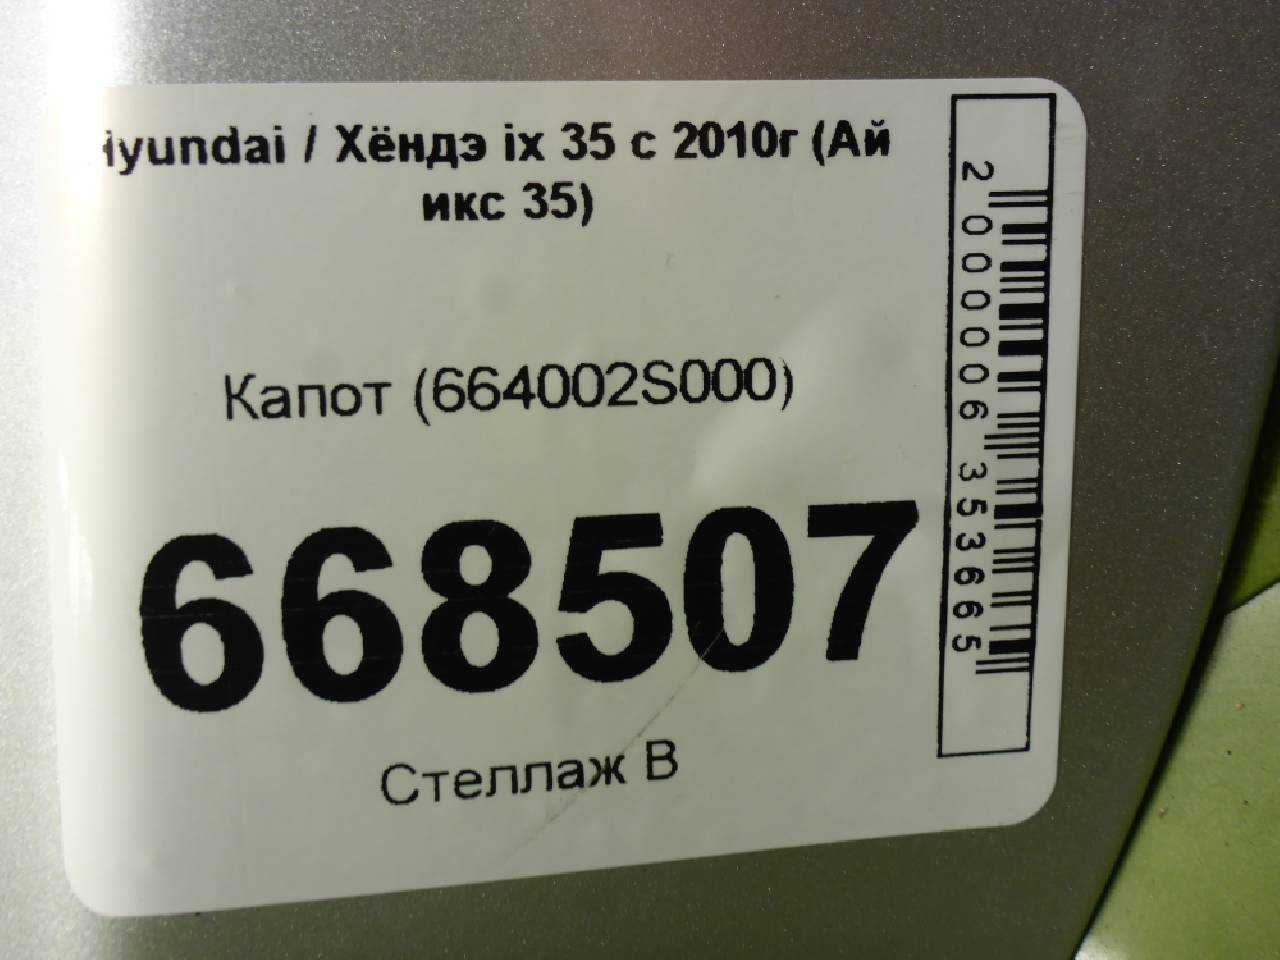 Hyundai / Хёндэ ix 35 с 2010г (Ай
икс 35)
Капот (664002S000)
668507
Стеллаж В
2000006353665